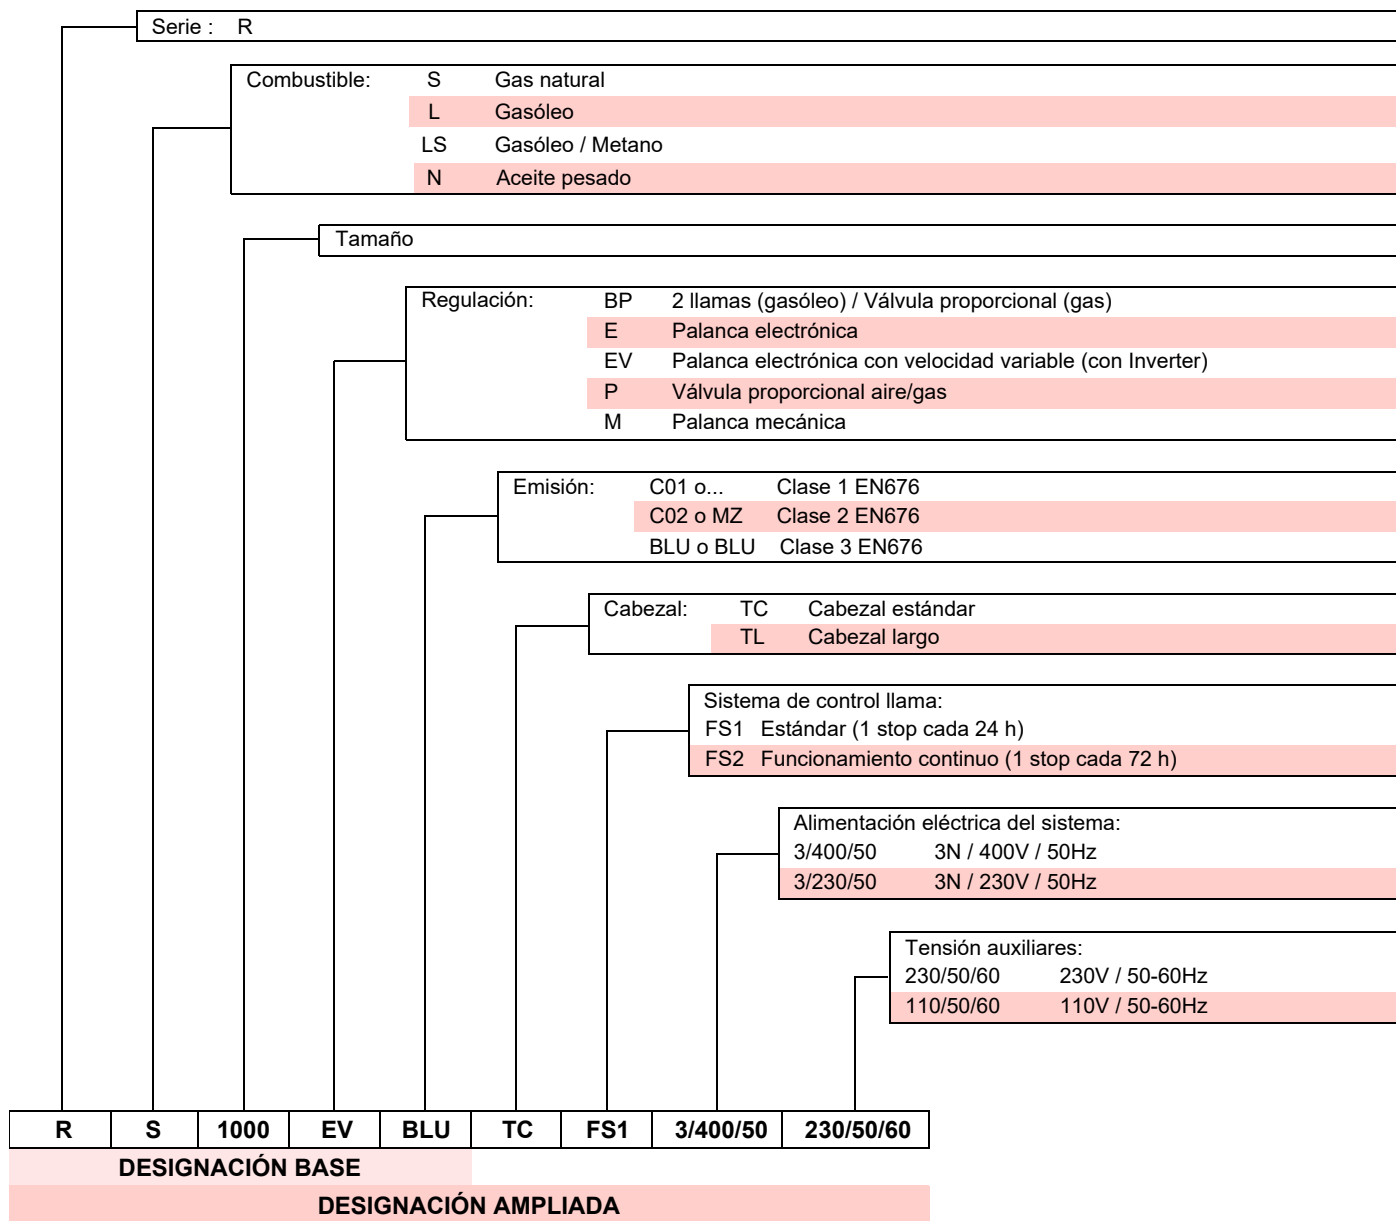 Serie : R
Combustible: S Gas natural
L Gasóleo
LS Gasóleo / Metano
N Aceite pesado
Tamaño
Regulación: BP 2 llamas (gasóleo) / Válvula proporcional (gas)
E Palanca electrónica
EV Palanca electrónica con velocidad variable (con Inverter)
P Válvula proporcional aire/gas
M Palanca mecánica
Emisión: C01 o... Clase 1 EN676
C02 o MZ Clase 2 EN676
BLU o BLU Clase 3 EN676
Cabezal: TC Cabezal estándar
TL Cabezal largo
Sistema de control llama:
FS1 Estándar (1 stop cada 24 h)
FS2 Funcionamiento continuo (1 stop cada 72 h)
Alimentación eléctrica del sistema:
3/400/50 3N / 400V / 50Hz
3/230/50 3N / 230V / 50Hz
Tensión auxiliares:
230/50/60 230V / 50-60Hz
110/50/60 110V / 50-60Hz
R S 1000 EV BLU TC FS1 3/400/50 230/50/60
DESIGNACIÓN BASE
DESIGNACIÓN AMPLIADA